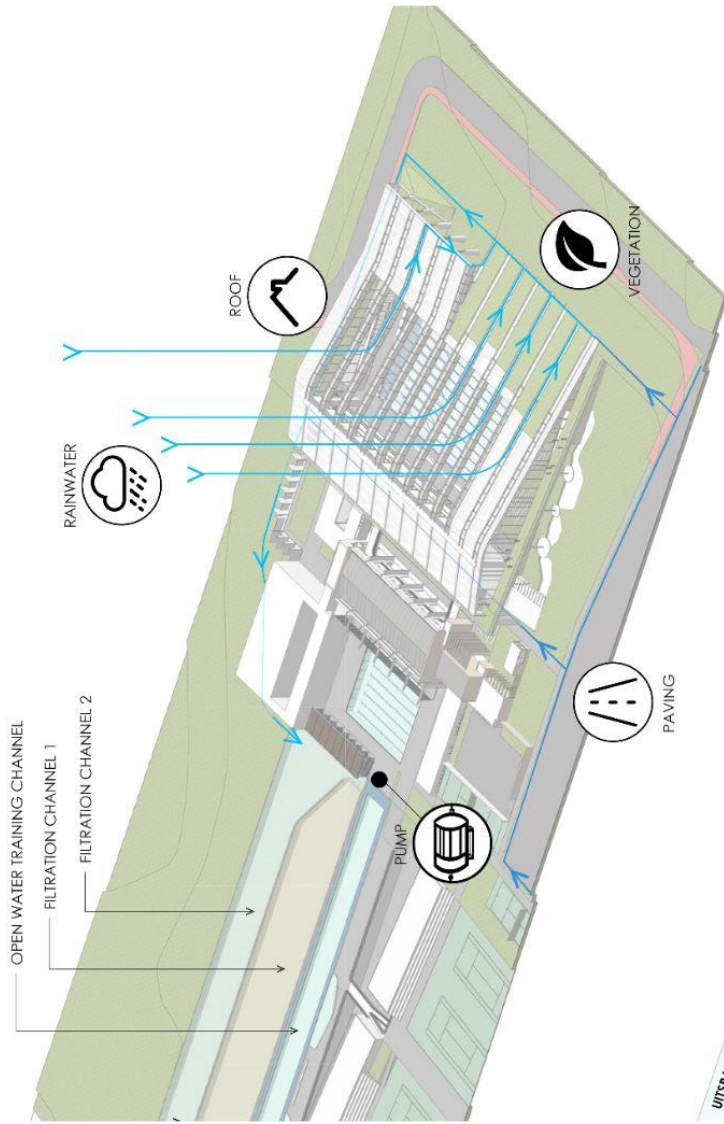 OPEN WATER TRAINING CHANNEL
FILTRATION CHANNEL 1
FILTRATION CHANNEL 2
RAINWATER
ROOF
PUMP
PAVING
VEGETATION